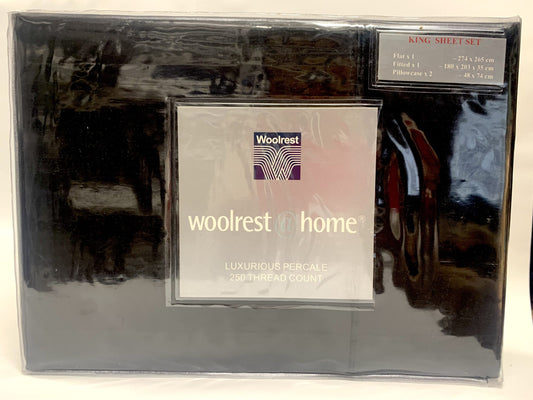 KING SHEET SET
Flat x 1 – 274 x 265 cm
Fitted x 1 – 180 x 203 x 35 cm
Pillowcase x 2 – 48 x 74 cm
Woolrest
woolrest@home®
LUXURIOUS PERCALE
250 THREAD COUNT